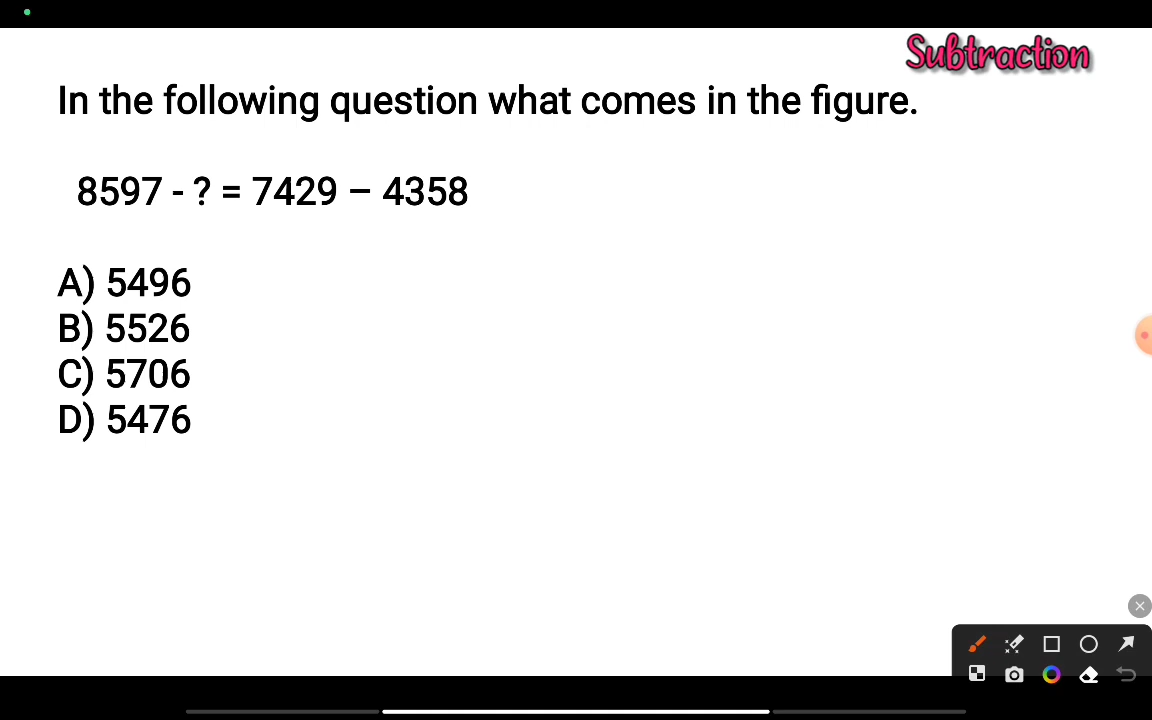 Subtraction
In the following question what comes in the figure.
8597 - ? = 7429 – 4358
A) 5496
B) 5526
C) 5706
D) 5476